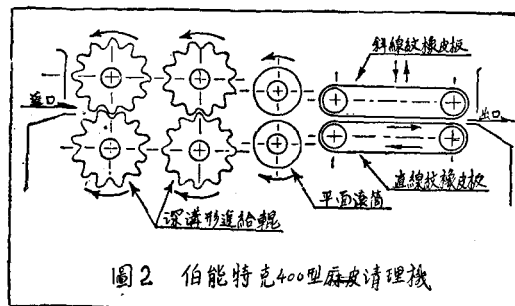 斜線紋橡皮板
進口
出口
深溝形進給輥
平面滾筒
直線紋橡皮板
圖2 伯能特克400型麻皮清理機